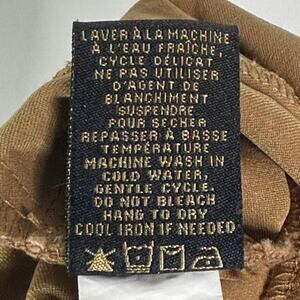 LAVER À LA MACHINE
À L'EAU FRAÎCHE,
CYCLE DÉLICAT
NE PAS UTILISER
D'AGENT DE
BLANCHIMENT
SUSPENDRE
POUR SÉCHER
REPASSER À BASSE
TEMPÉRATURE
MACHINE WASH IN
COLD WATER,
GENTLE CYCLE.
DO NOT BLEACH
HANG TO DRY
COOL IRON IF NEEDED